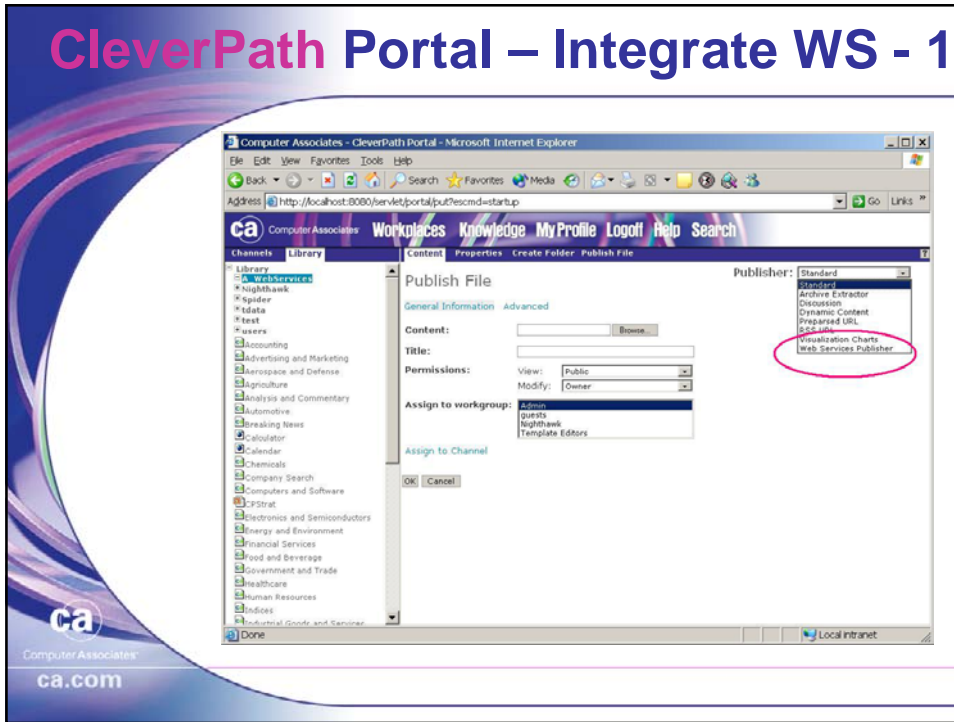 CleverPath Portal – Integrate WS - 1
Computer Associates - CleverPath Portal - Microsoft Internet Explorer
File Edit View Favorites Tools Help
Back Search Favorites Media
Address http://localhost:8080/servlet/portal/put?escmd=startup Go Links »
ca Computer Associates Workplaces Knowledge My Profile Logoff Help Search
Channels Library
Content Properties Create Folder Publish File ?
Library
A_WebServices
Nighthawk
Spider
tdata
test
users
Accounting
Advertising and Marketing
Aerospace and Defense
Agriculture
Analysis and Commentary
Automotive
Breaking News
Calculator
Calendar
Chemicals
Company Search
Computers and Software
CPStrat
Electronics and Semiconductors
Energy and Environment
Financial Services
Food and Beverage
Government and Trade
Healthcare
Human Resources
Indices
Industrial Goods and Services
Publish File
Publisher: Standard
Standard
Archive Extractor
Discussion
Dynamic Content
Preparsed URL
RSS URL
Visualization Charts
Web Services Publisher
General Information Advanced
Content: Browse...
Title:
Permissions: View: Public
Modify: Owner
Assign to workgroup: Admin
guests
Nighthawk
Template Editors
Assign to Channel
OK Cancel
Done Local intranet
ca
Computer Associates™
ca.com